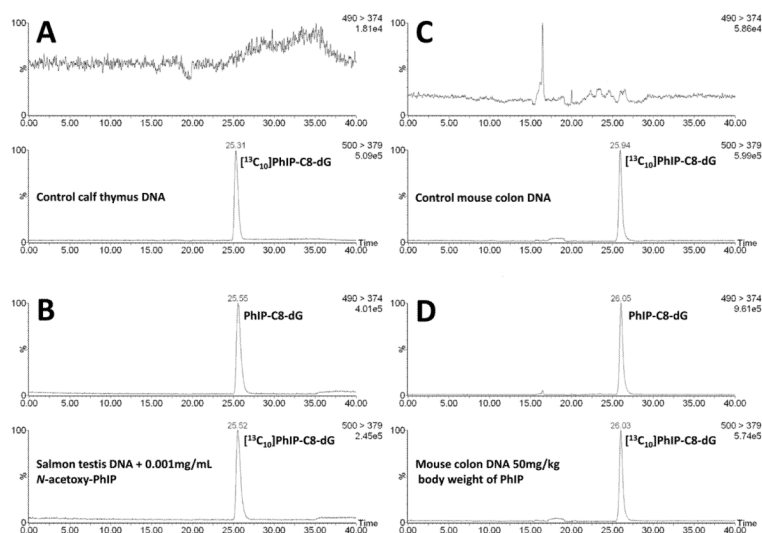 A
490 > 374
1.81e4
100
%
0.00 5.00 10.00 15.00 20.00 25.00 30.00 35.00 40.00
25.31
500 > 379
5.09e5
100
[¹³C₁₀]PhIP-C8-dG
Control calf thymus DNA
%
0
Time
0.00 5.00 10.00 15.00 20.00 25.00 30.00 35.00 40.00
C
490 > 374
5.86e4
100
%
0.00 5.00 10.00 15.00 20.00 25.00 30.00 35.00 40.00
25.94
500 > 379
5.99e5
100
[¹³C₁₀]PhIP-C8-dG
Control mouse colon DNA
%
0
Time
0.00 5.00 10.00 15.00 20.00 25.00 30.00 35.00 40.00
B
25.55
490 > 374
4.01e5
100
PhIP-C8-dG
%
0
0.00 5.00 10.00 15.00 20.00 25.00 30.00 35.00 40.00
25.52
500 > 379
2.45e5
100
[¹³C₁₀]PhIP-C8-dG
Salmon testis DNA + 0.001mg/mL
N-acetoxy-PhIP
%
0
Time
0.00 5.00 10.00 15.00 20.00 25.00 30.00 35.00 40.00
D
26.05
490 > 374
9.61e5
100
PhIP-C8-dG
%
0
0.00 5.00 10.00 15.00 20.00 25.00 30.00 35.00 40.00
26.03
500 > 379
5.74e5
100
[¹³C₁₀]PhIP-C8-dG
Mouse colon DNA 50mg/kg
body weight of PhIP
%
0
Time
0.00 5.00 10.00 15.00 20.00 25.00 30.00 35.00 40.00